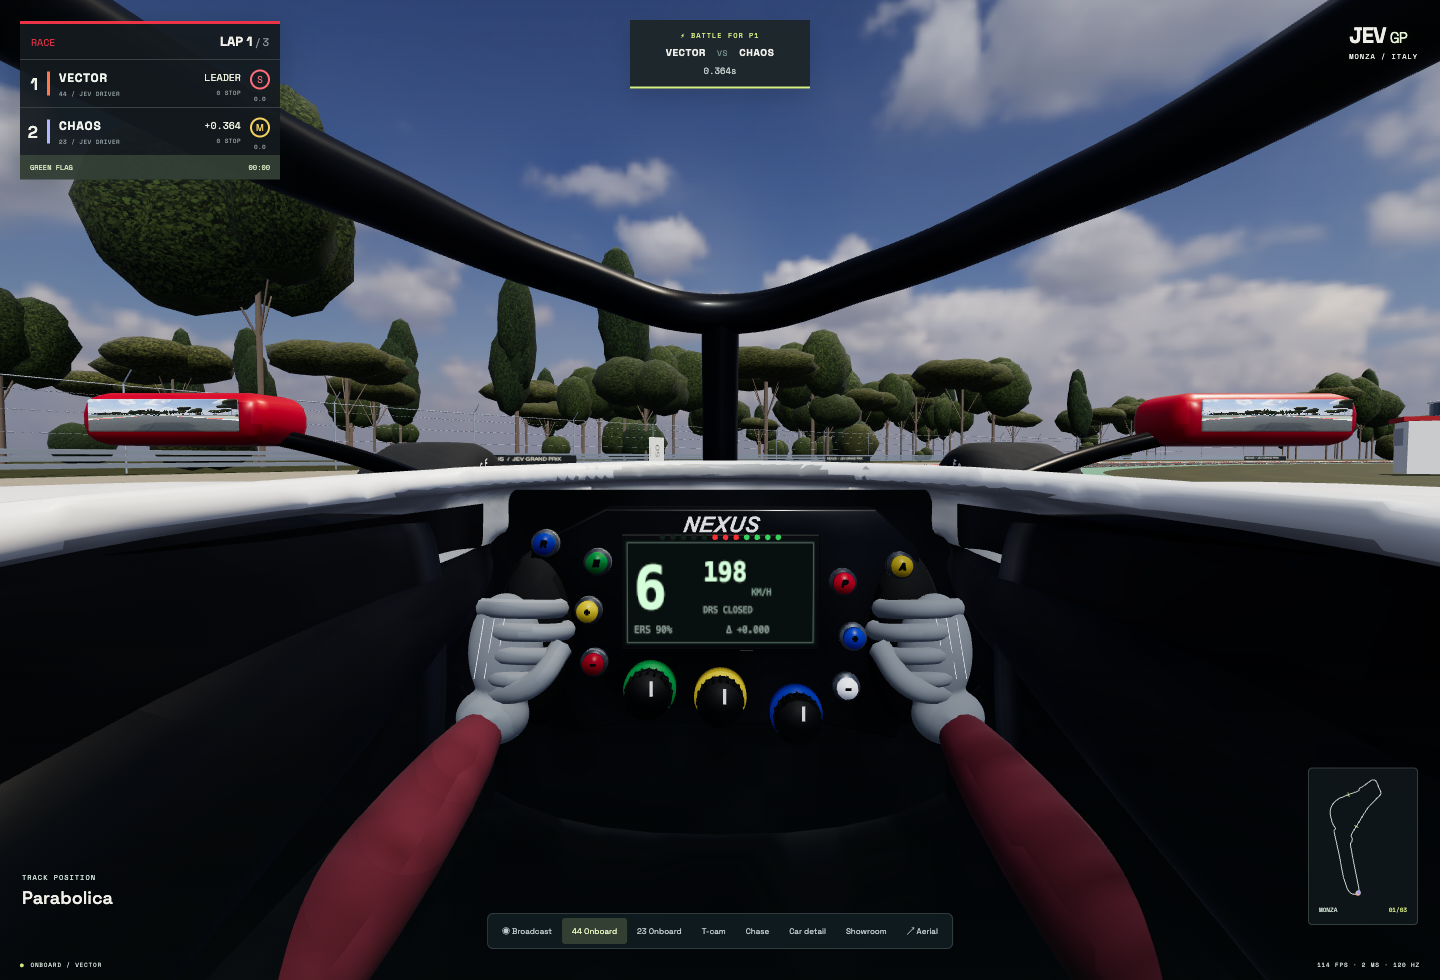 RACE
LAP 1 / 3
1 VECTOR LEADER S
44 / JEV DRIVER 0 STOP 0.0
2 CHAOS +0.364 M
23 / JEV DRIVER 0 STOP 0.0
GREEN FLAG 00:00
⚡ BATTLE FOR P1
VECTOR VS CHAOS
0.364s
JEV GP
MONZA / ITALY
/ JEV GRAND PRIX
NEXUS
6 198
KM/H
DRS CLOSED
ERS 90% Δ +0.000
R
P
A
TRACK POSITION
Parabolica
MONZA 01/03
Broadcast 44 Onboard 23 Onboard T-cam Chase Car detail Showroom ↗ Aerial
ONBOARD / VECTOR
114 FPS · 2 MS · 120 HZ